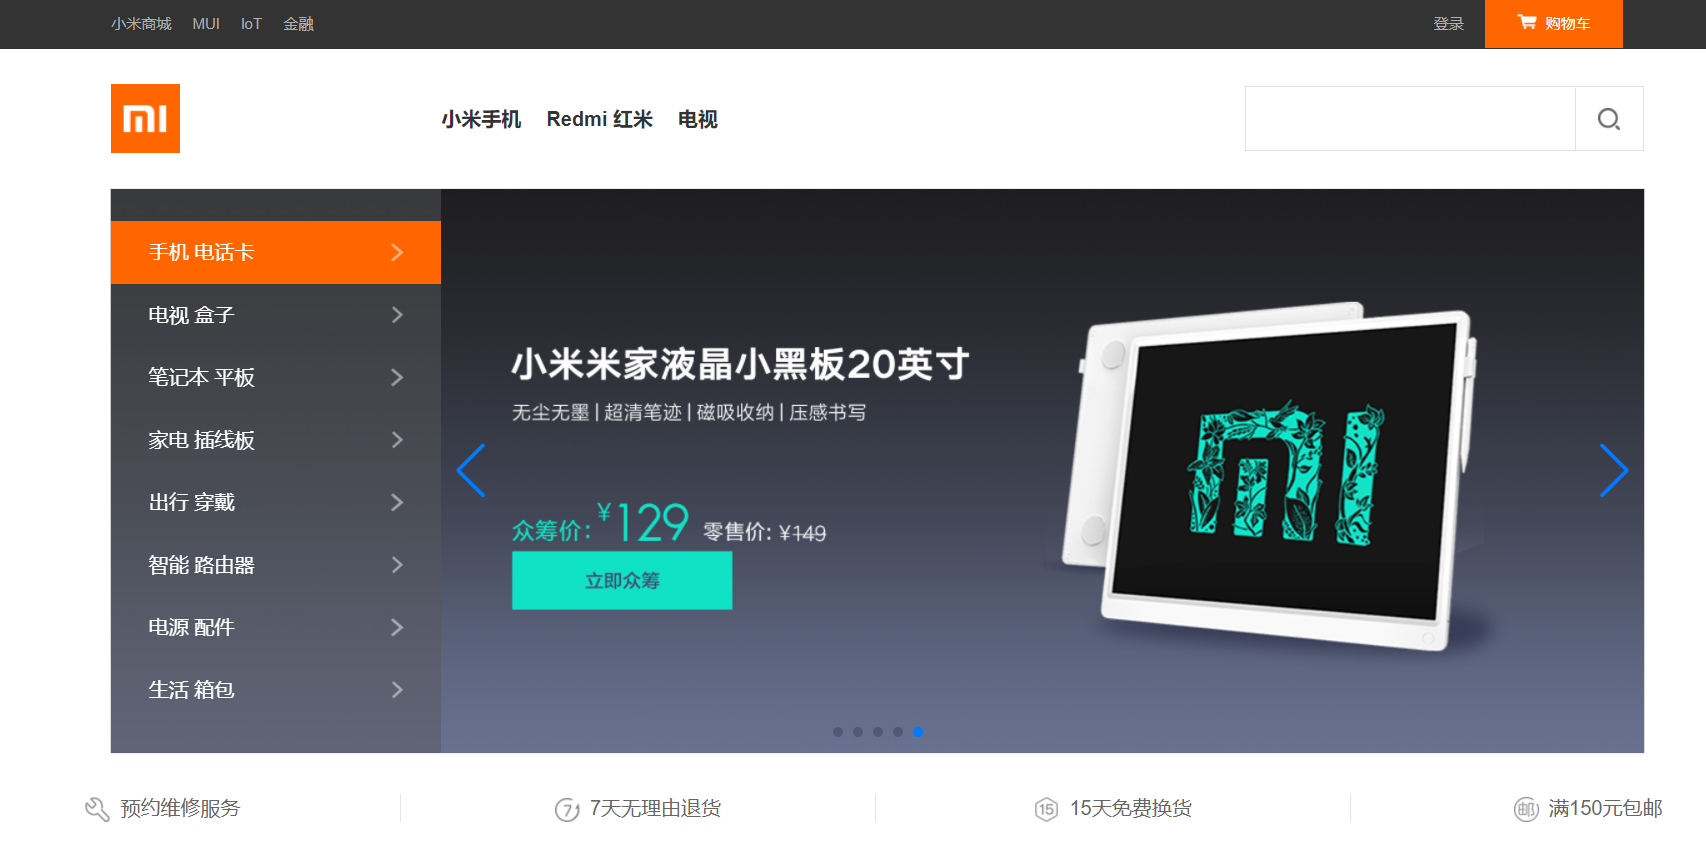 小米商城 MUI IoT 金融 登录 购物车
mi 小米手机 Redmi 红米 电视
手机 电话卡
电视 盒子
笔记本 平板
家电 插线板
出行 穿戴
智能 路由器
电源 配件
生活 箱包
小米米家液晶小黑板20英寸
无尘无墨 | 超清笔迹 | 磁吸收纳 | 压感书写
众筹价: ¥129 零售价: ¥149
立即众筹
MI
预约维修服务 7 7天无理由退货 15 15天免费换货 邮 满150元包邮